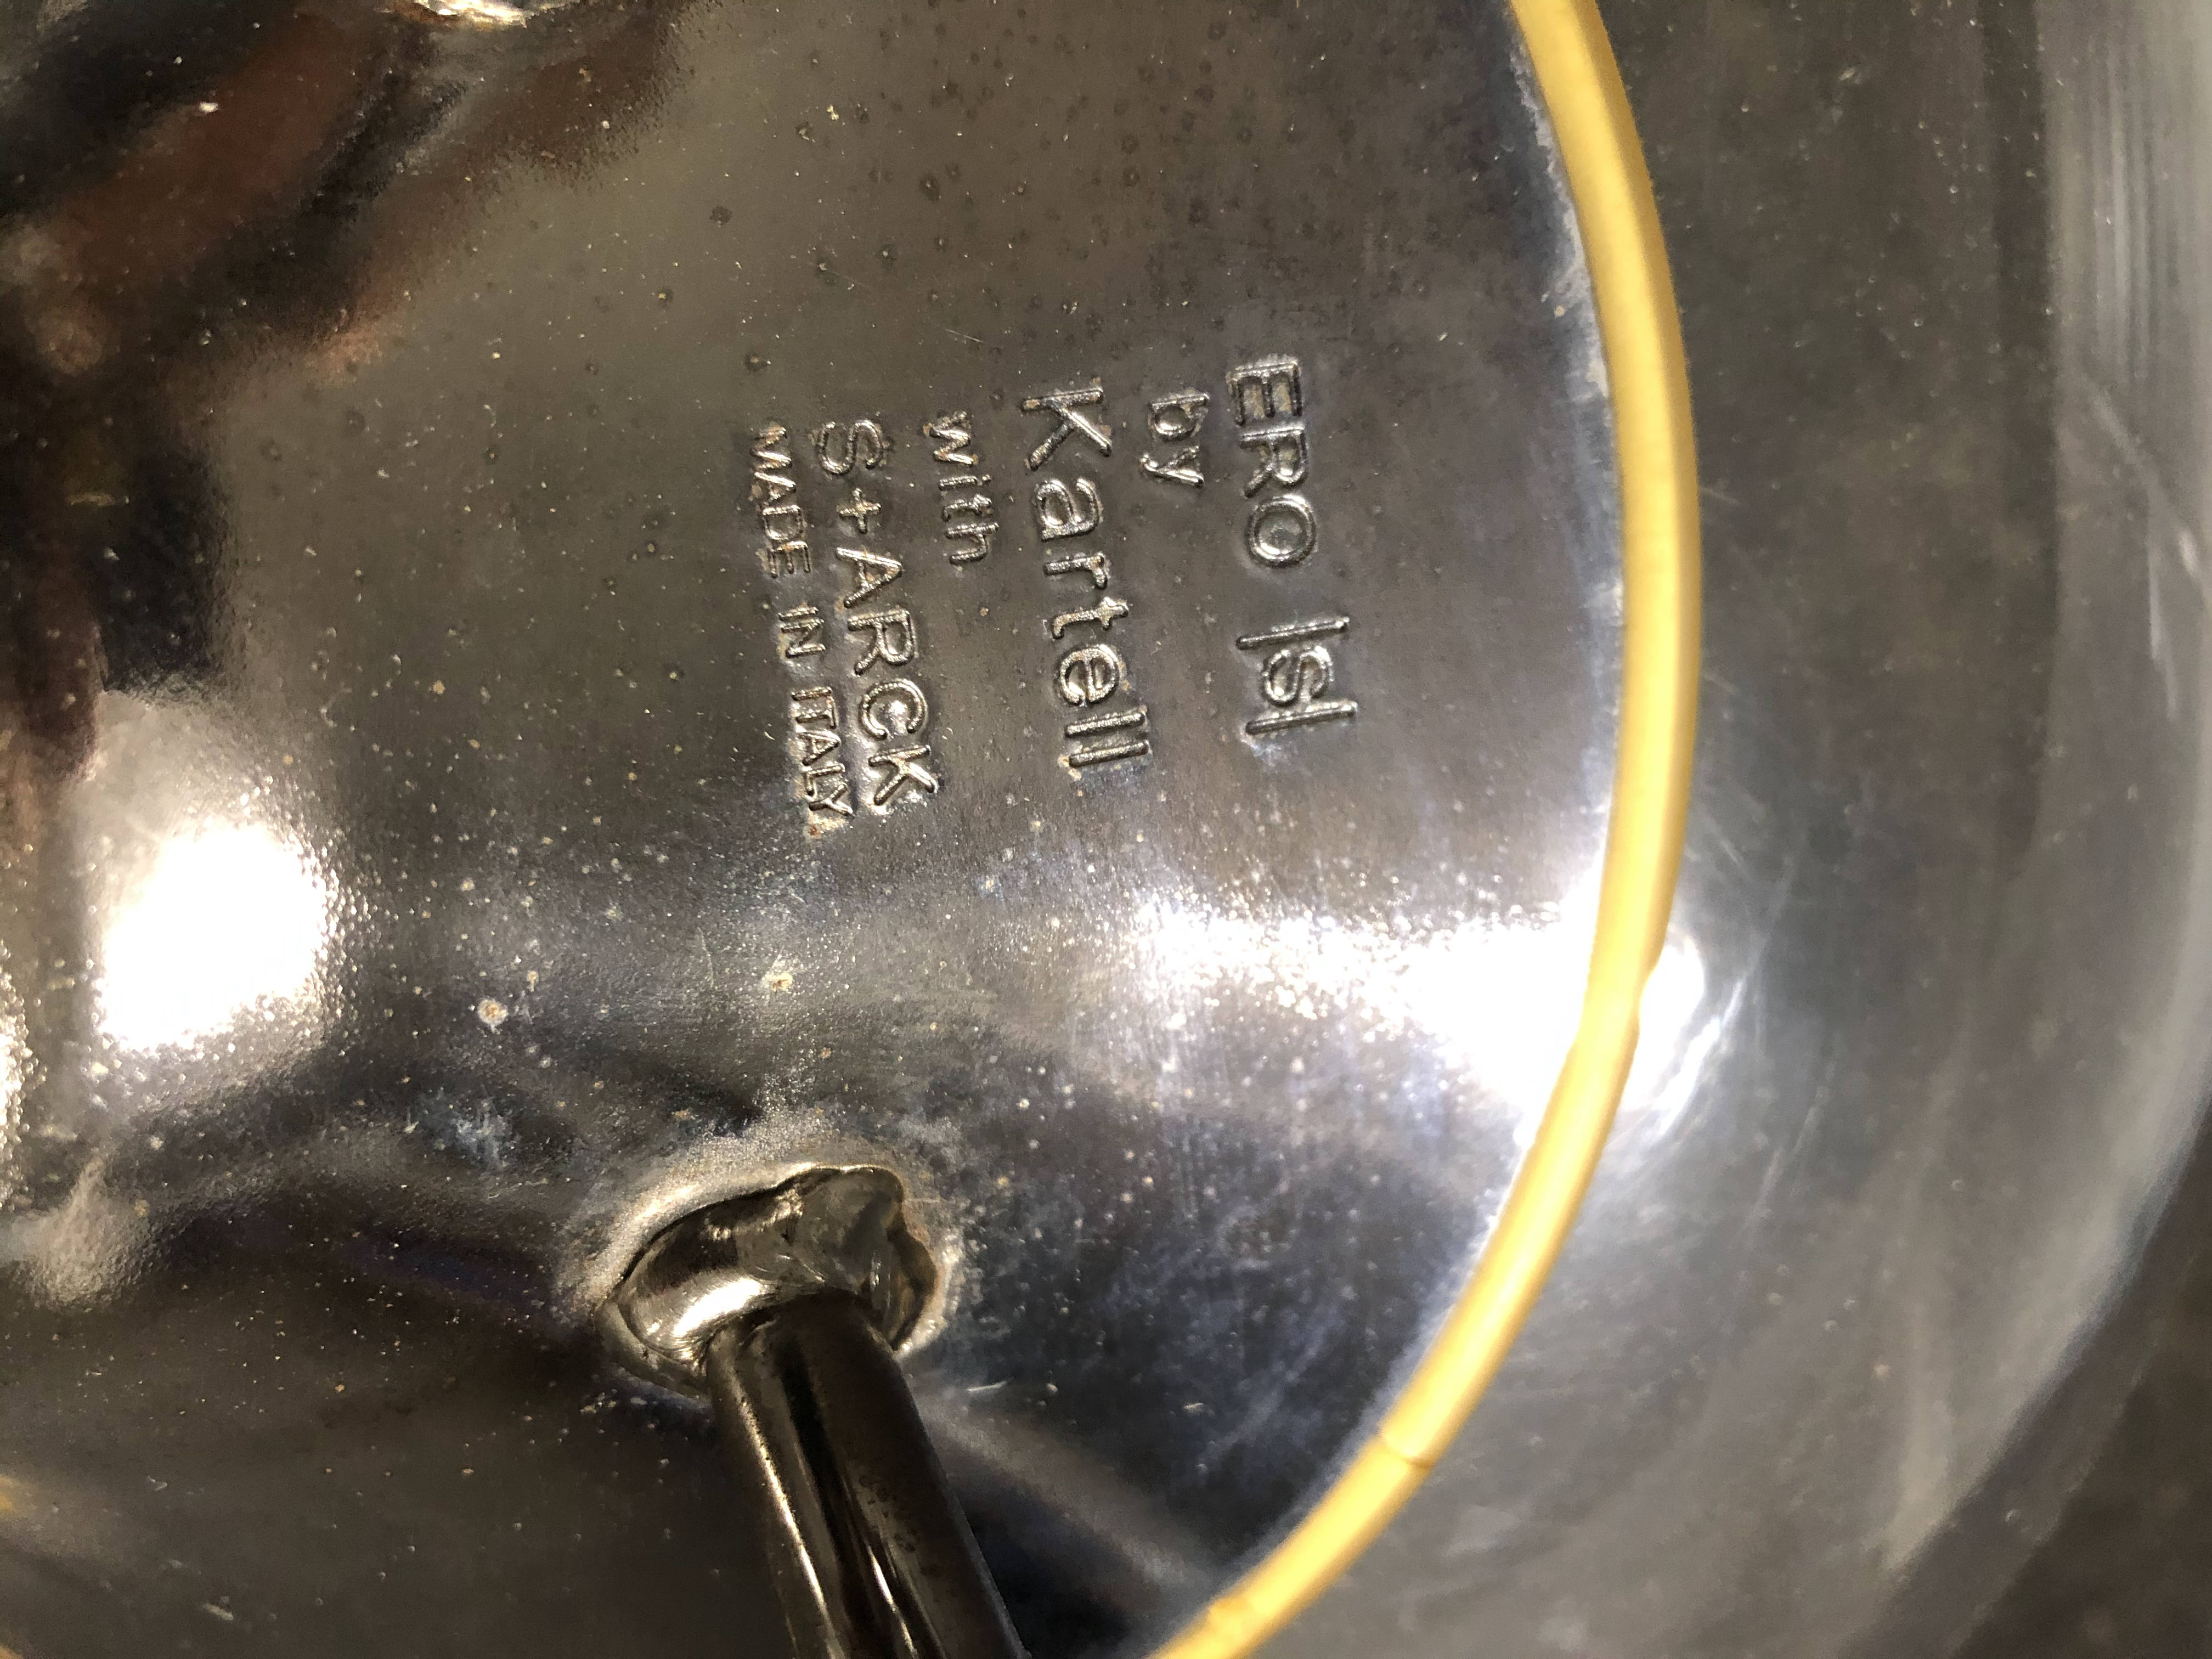 ERO |s|
by
Kartell
with
S+ARCK
MADE IN ITALY